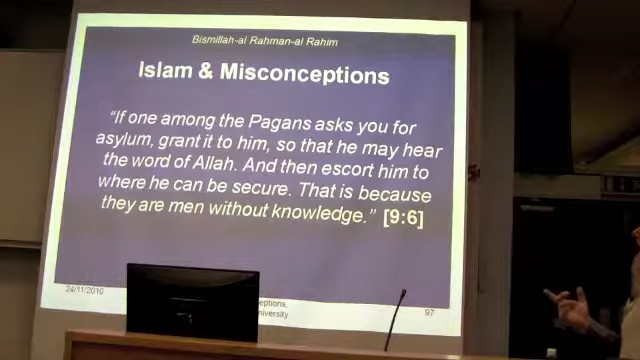 Bismillah-al Rahman-al Rahim
Islam & Misconceptions
"If one among the Pagans asks you for
asylum, grant it to him, so that he may hear
the word of Allah. And then escort him to
where he can be secure. That is because
they are men without knowledge." [9:6]
24/11/2010
97